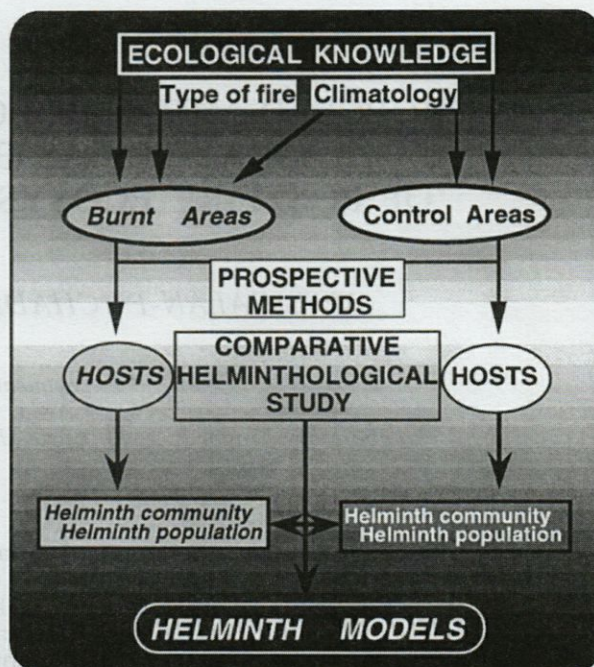 ECOLOGICAL KNOWLEDGE
Type of fire Climatology
Burnt Areas
Control Areas
PROSPECTIVE
METHODS
HOSTS
COMPARATIVE
HELMINTHOLOGICAL
STUDY
HOSTS
Helminth community
Helminth population
Helminth community
Helminth population
HELMINTH MODELS